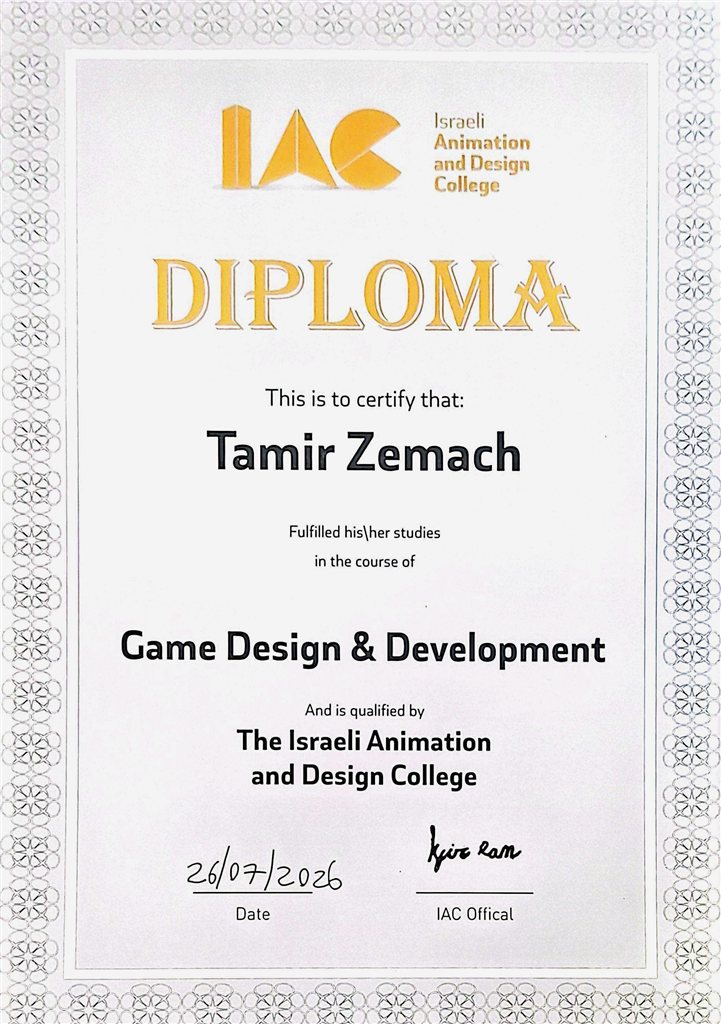 IAC
Israeli
Animation
and Design
College
DIPLOMA
This is to certify that:
Tamir Zemach
Fulfilled his\her studies
in the course of
Game Design & Development
And is qualified by
The Israeli Animation
and Design College
26/07/2026
Date
IAC Offical